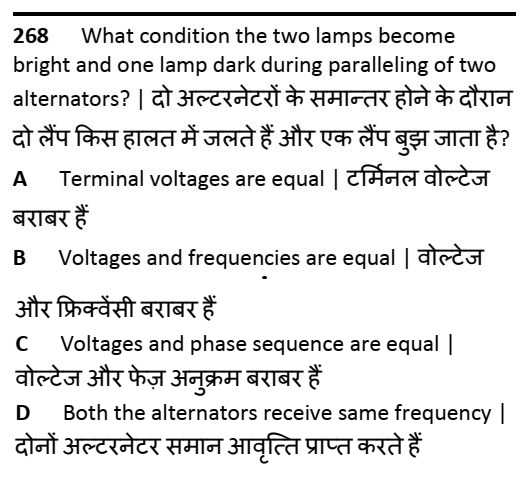 268 What condition the two lamps become
bright and one lamp dark during paralleling of two
alternators? | दो अल्टरनेटरों के समान्तर होने के दौरान
दो लैंप किस हालत में जलते हैं और एक लैंप बुझ जाता है?
A Terminal voltages are equal | टर्मिनल वोल्टेज
बराबर हैं
B Voltages and frequencies are equal | वोल्टेज
और फ्रिक्वेंसी बराबर हैं
C Voltages and phase sequence are equal |
वोल्टेज और फेज़ अनुक्रम बराबर हैं
D Both the alternators receive same frequency |
दोनों अल्टरनेटर समान आवृत्ति प्राप्त करते हैं